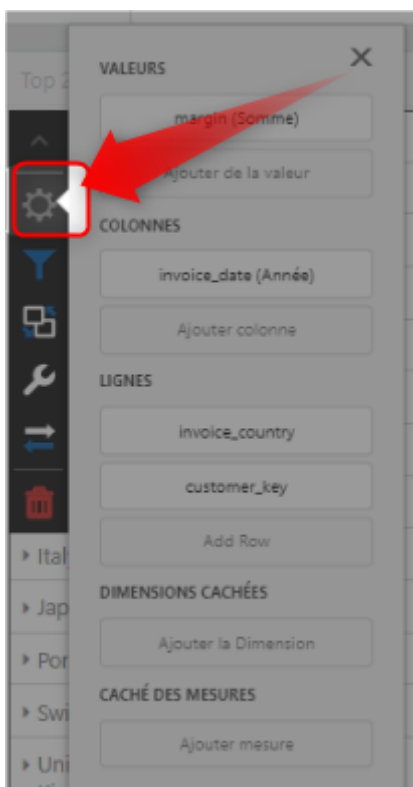 Top 2
VALEURS
margin (Somme)
Ajouter de la valeur
COLONNES
invoice_date (Année)
Ajouter colonne
LIGNES
invoice_country
customer_key
Add Row
Ital
DIMENSIONS CACHÉES
Jap
Ajouter la Dimension
Por
CACHÉ DES MESURES
Swi
Ajouter mesure
Uni